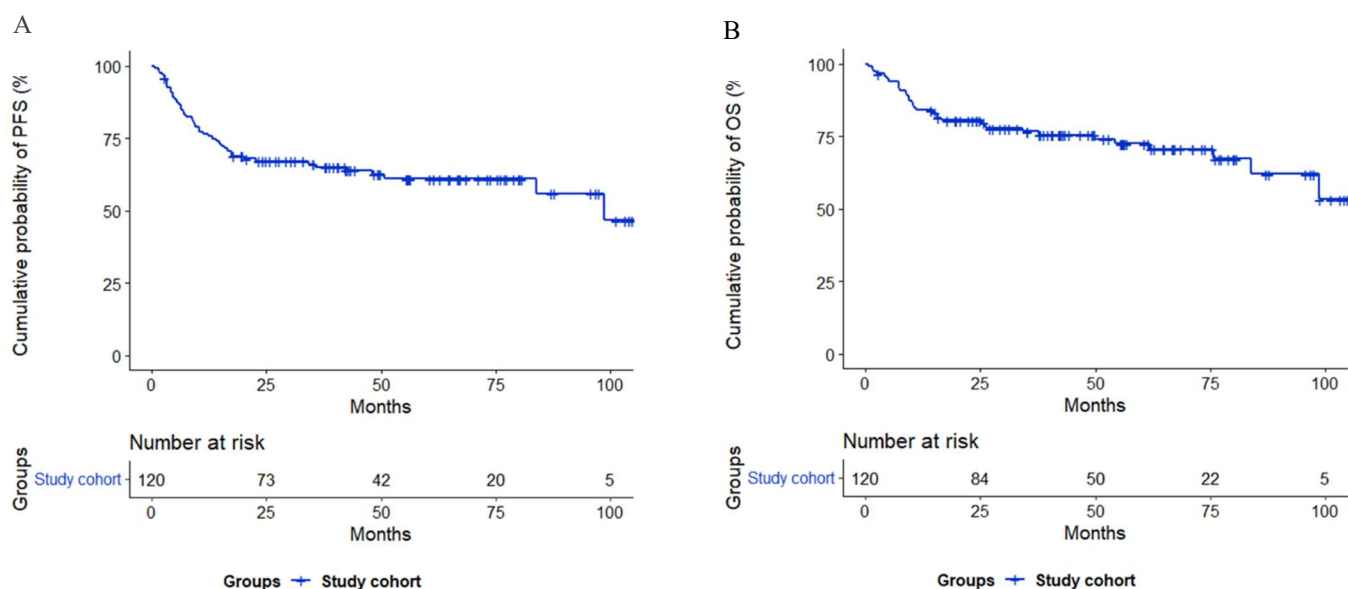 A
Cumulative probability of PFS (%
100
75
50
25
0
0 25 50 75 100
Months
Number at risk
Groups
Study cohort 120 73 42 20 5
0 25 50 75 100
Months
Groups Study cohort
B
Cumulative probability of OS (%
100
75
50
25
0
0 25 50 75 100
Months
Number at risk
Groups
Study cohort 120 84 50 22 5
0 25 50 75 100
Months
Groups Study cohort